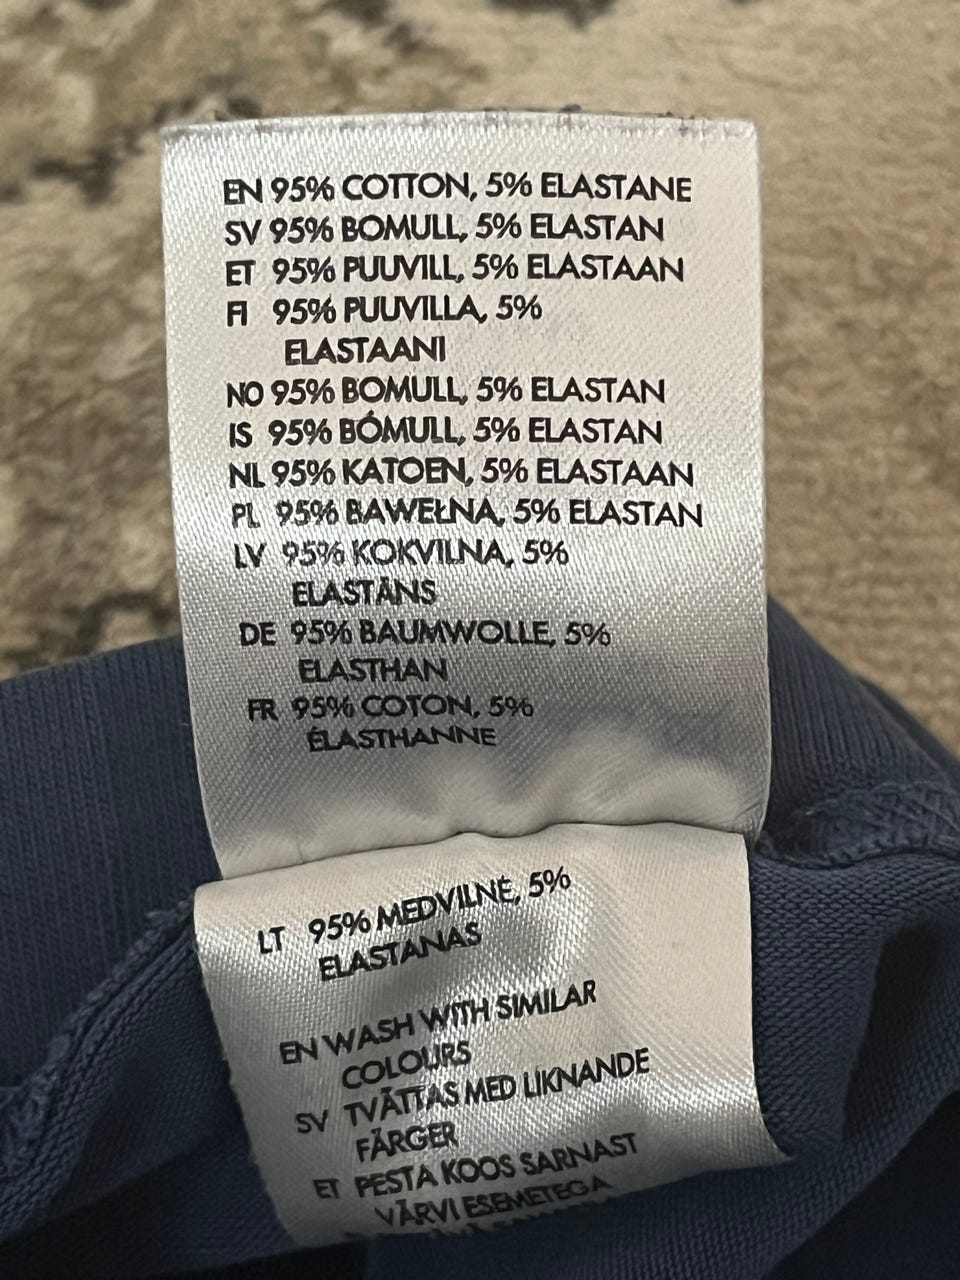 EN 95% COTTON, 5% ELASTANE
SV 95% BOMULL, 5% ELASTAN
ET 95% PUUVILL, 5% ELASTAAN
FI 95% PUUVILLA, 5%
ELASTAANI
NO 95% BOMULL, 5% ELASTAN
IS 95% BÓMULL, 5% ELASTAN
NL 95% KATOEN, 5% ELASTAAN
PL 95% BAWEŁNA, 5% ELASTAN
LV 95% KOKVILNA, 5%
ELASTĀNS
DE 95% BAUMWOLLE, 5%
ELASTHAN
FR 95% COTON, 5%
ÉLASTHANNE
LT 95% MEDVILNĖ, 5%
ELASTANAS
EN WASH WITH SIMILAR
COLOURS
SV TVÄTTAS MED LIKNANDE
FÄRGER
ET PESTA KOOS SARNAST
VÄRVI ESEMETEGA